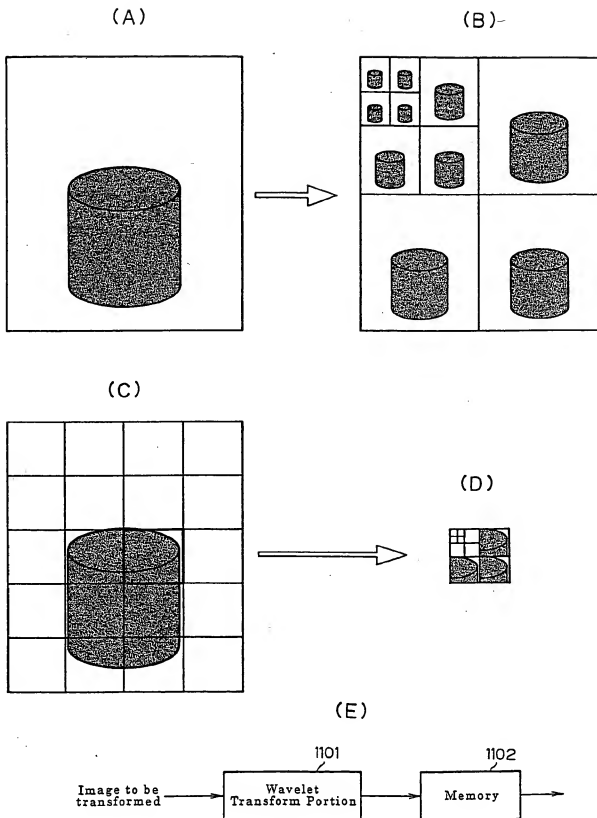 (A)
(B)
(C)
(D)
(E)
1101
1102
Image to be
transformed
Wavelet
Transform Portion
Memory